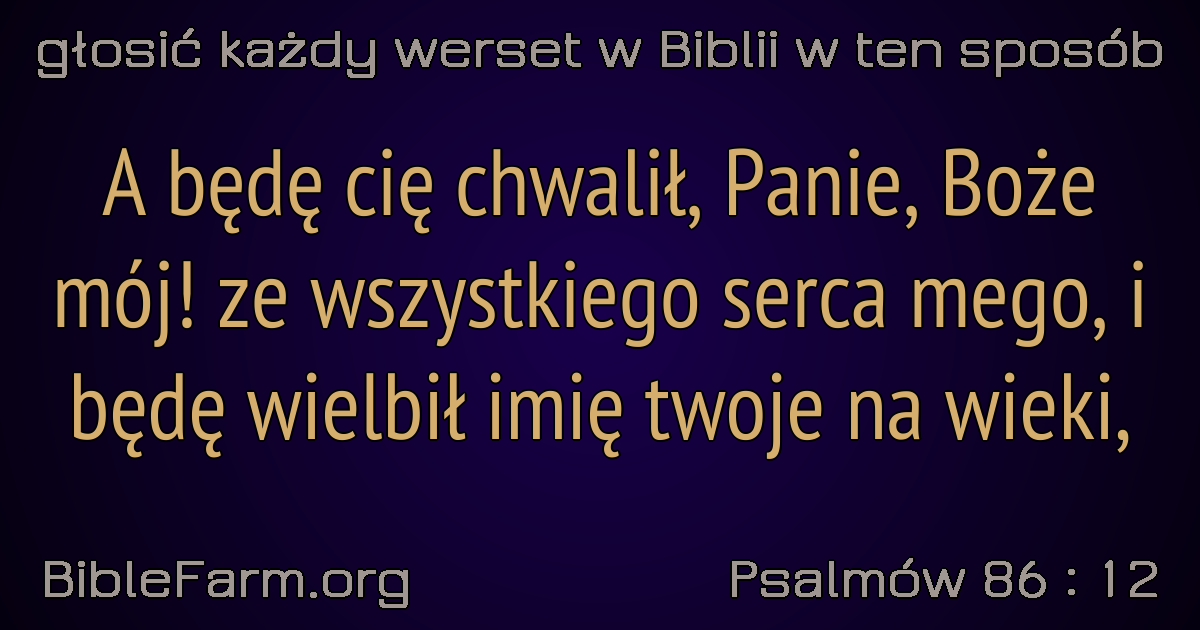 głosić każdy werset w Biblii w ten sposób
A będę cię chwalił, Panie, Boże
mój! ze wszystkiego serca mego, i
będę wielbił imię twoje na wieki,
BibleFarm.org
Psalmów 86 : 12